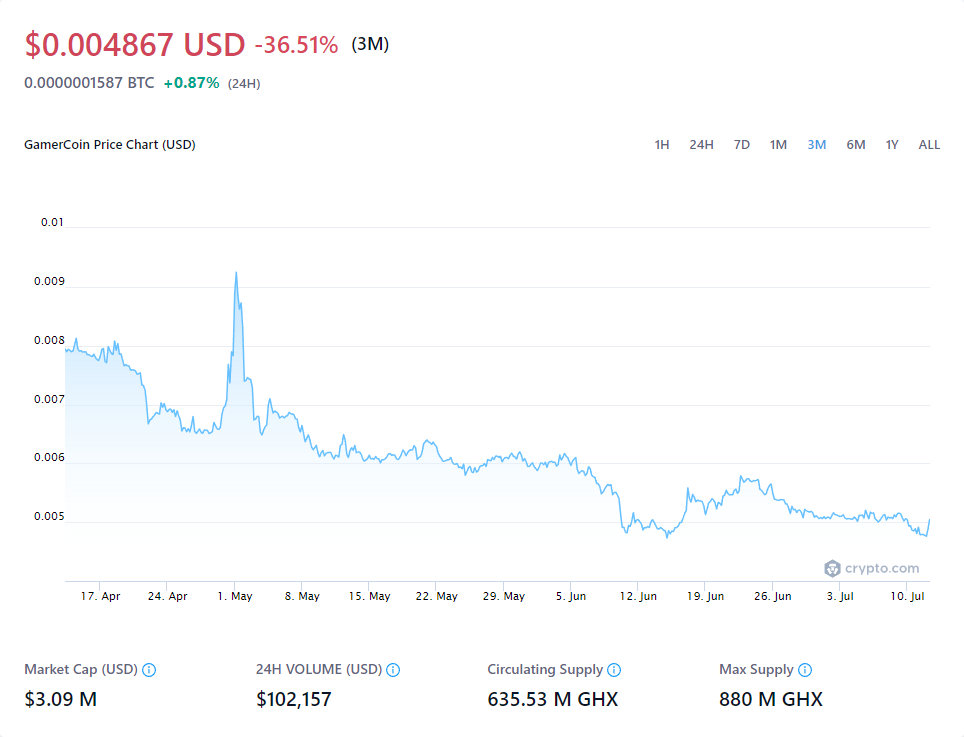 $0.004867 USD -36.51% (3M)
0.0000001587 BTC +0.87% (24H)
GamerCoin Price Chart (USD) 1H 24H 7D 1M 3M 6M 1Y ALL
0.01
0.009
0.008
0.007
0.006
0.005
crypto.com
17. Apr 24. Apr 1. May 8. May 15. May 22. May 29. May 5. Jun 12. Jun 19. Jun 26. Jun 3. Jul 10. Jul
Market Cap (USD) 24H VOLUME (USD) Circulating Supply Max Supply
$3.09 M $102,157 635.53 M GHX 880 M GHX